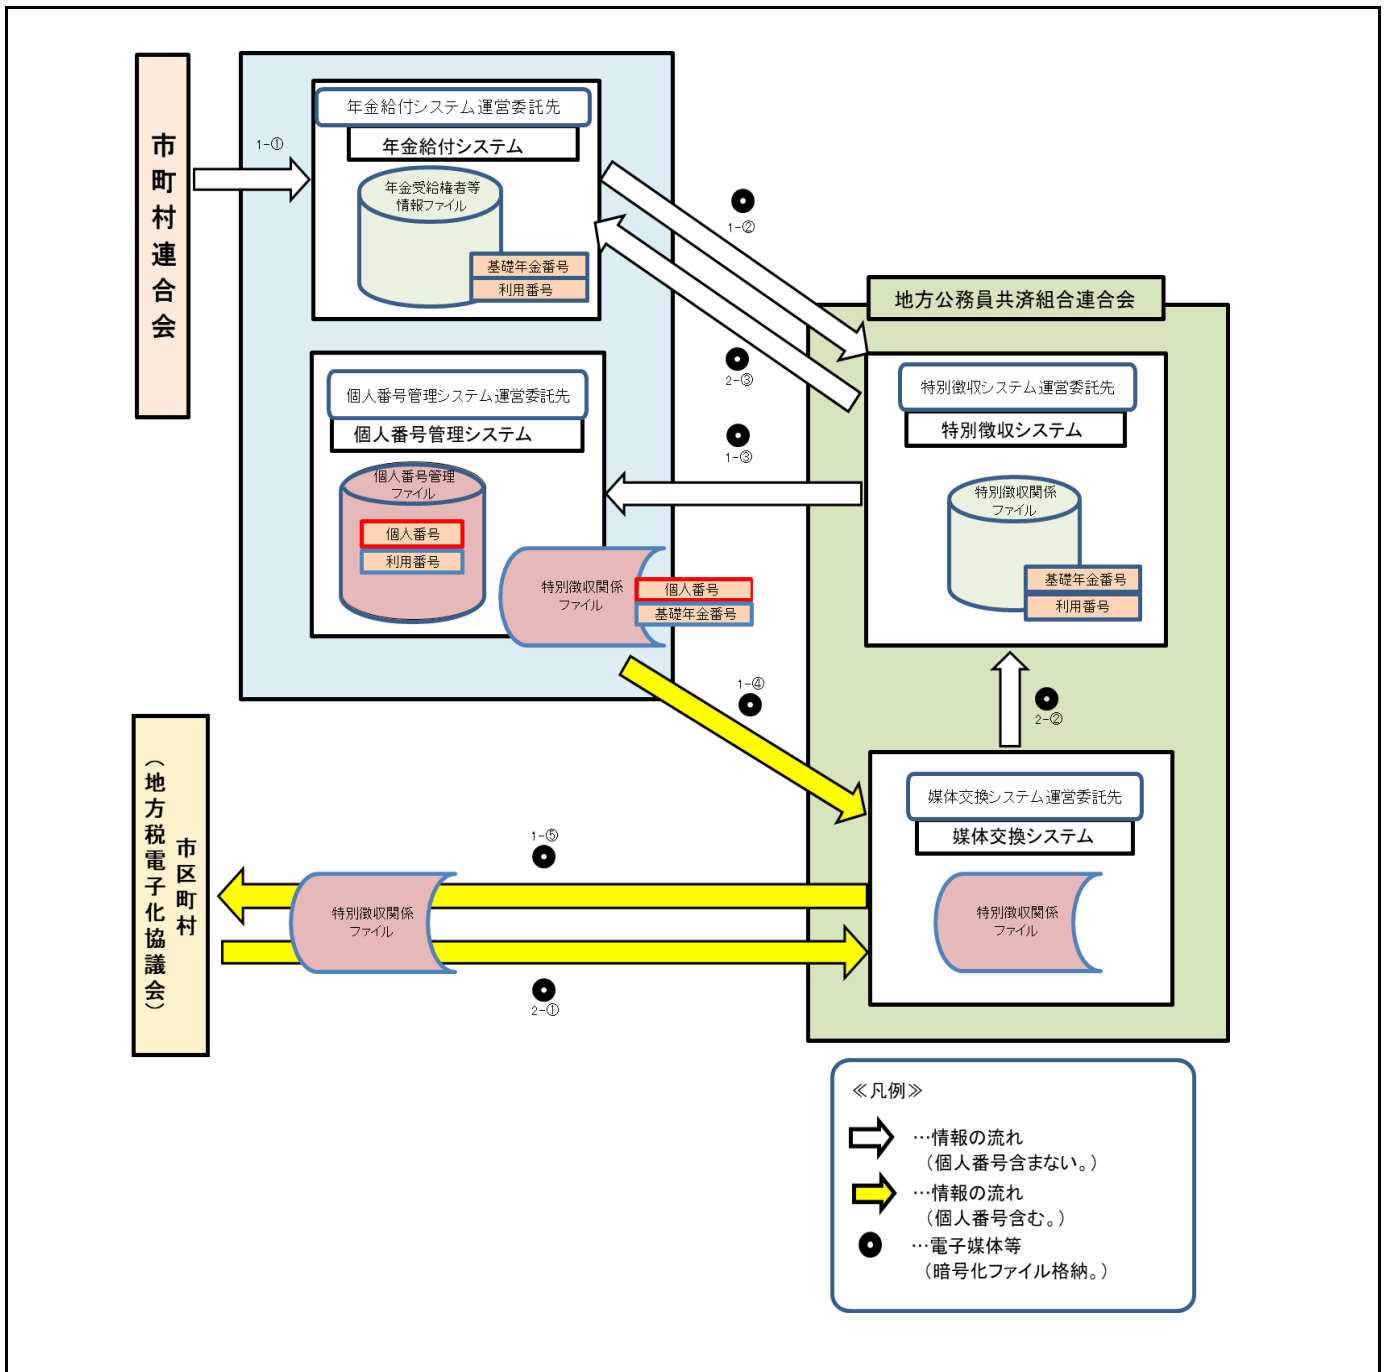 市町村連合会
1-①
年金給付システム運営委託先
年金給付システム
年金受給権者等
情報ファイル
基礎年金番号
利用番号
1-②
2-③
1-③
地方公務員共済組合連合会
特別徴収システム運営委託先
特別徴収システム
特別徴収関係
ファイル
基礎年金番号
利用番号
個人番号管理システム運営委託先
個人番号管理システム
個人番号管理
ファイル
個人番号
利用番号
特別徴収関係
ファイル
個人番号
基礎年金番号
1-④
2-②
媒体交換システム運営委託先
媒体交換システム
特別徴収関係
ファイル
市区町村
（地方税電子化協議会）
1-⑤
特別徴収関係
ファイル
2-①
≪凡例≫
…情報の流れ
（個人番号含まない。）
…情報の流れ
（個人番号含む。）
…電子媒体等
（暗号化ファイル格納。）